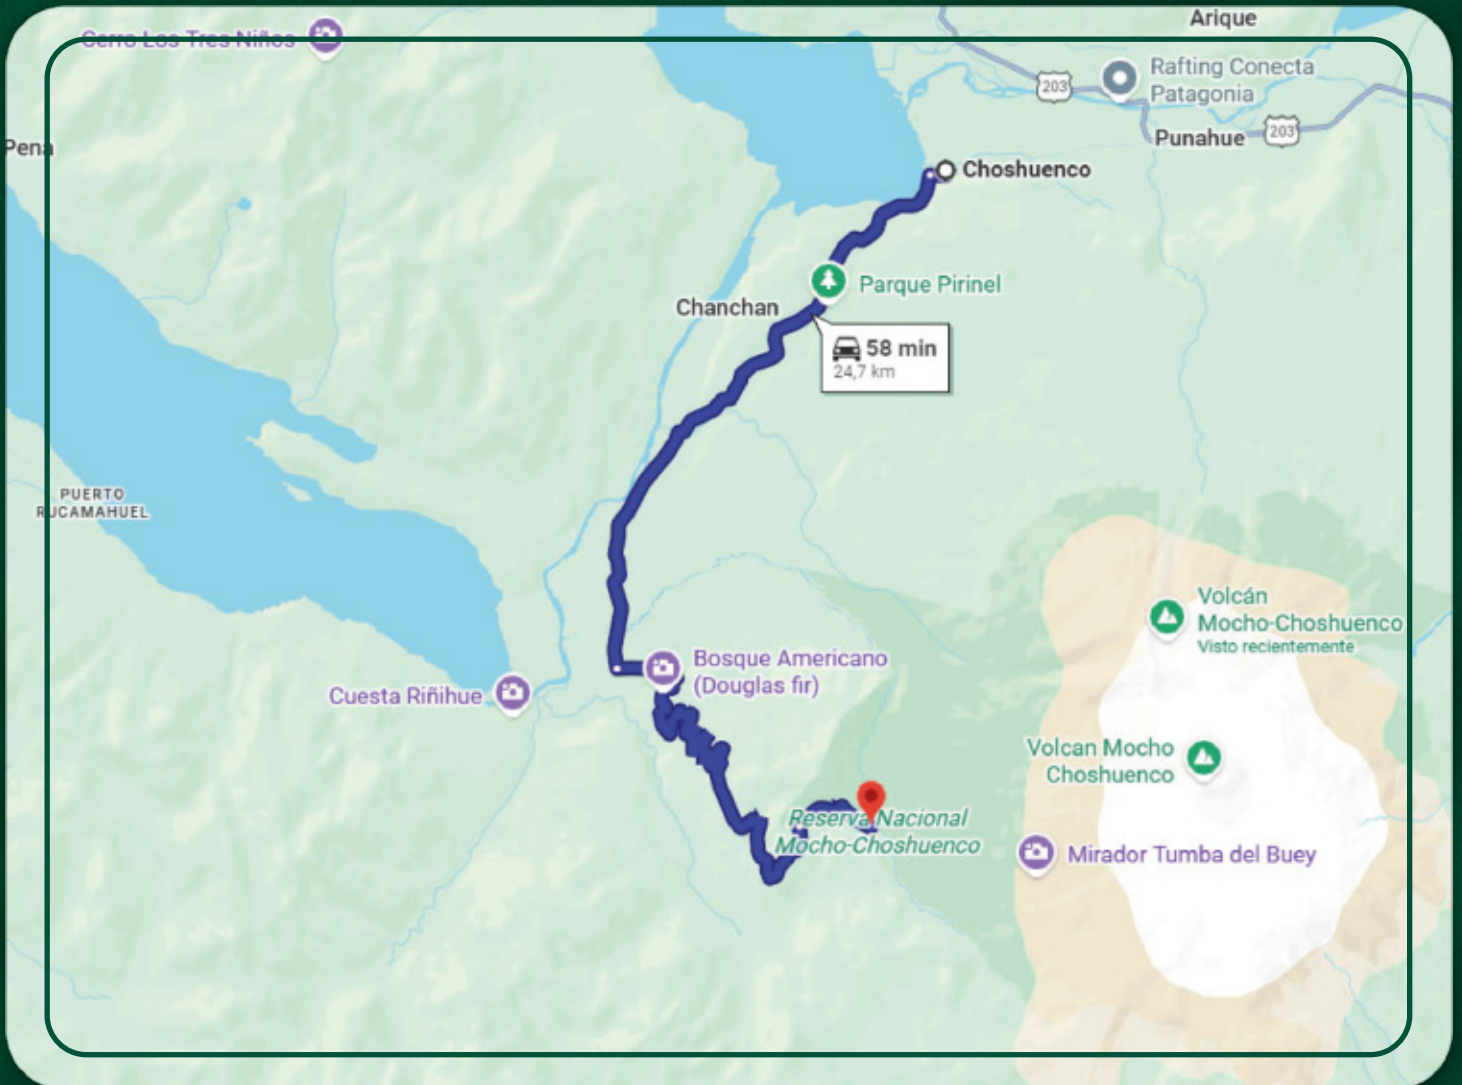 Arique
Cerro Los Tres Niños
Rafting Conecta
Patagonia
203
Punahue
203
Pena
Choshuenco
Parque Pirinel
Chanchan
58 min
24,7 km
PUERTO
RUCAMAHUEL
Volcán
Mocho-Choshuenco
Visto recientemente
Bosque Americano
(Douglas fir)
Cuesta Riñihue
Volcan Mocho
Choshuenco
Reserva Nacional
Mocho-Choshuenco
Mirador Tumba del Buey